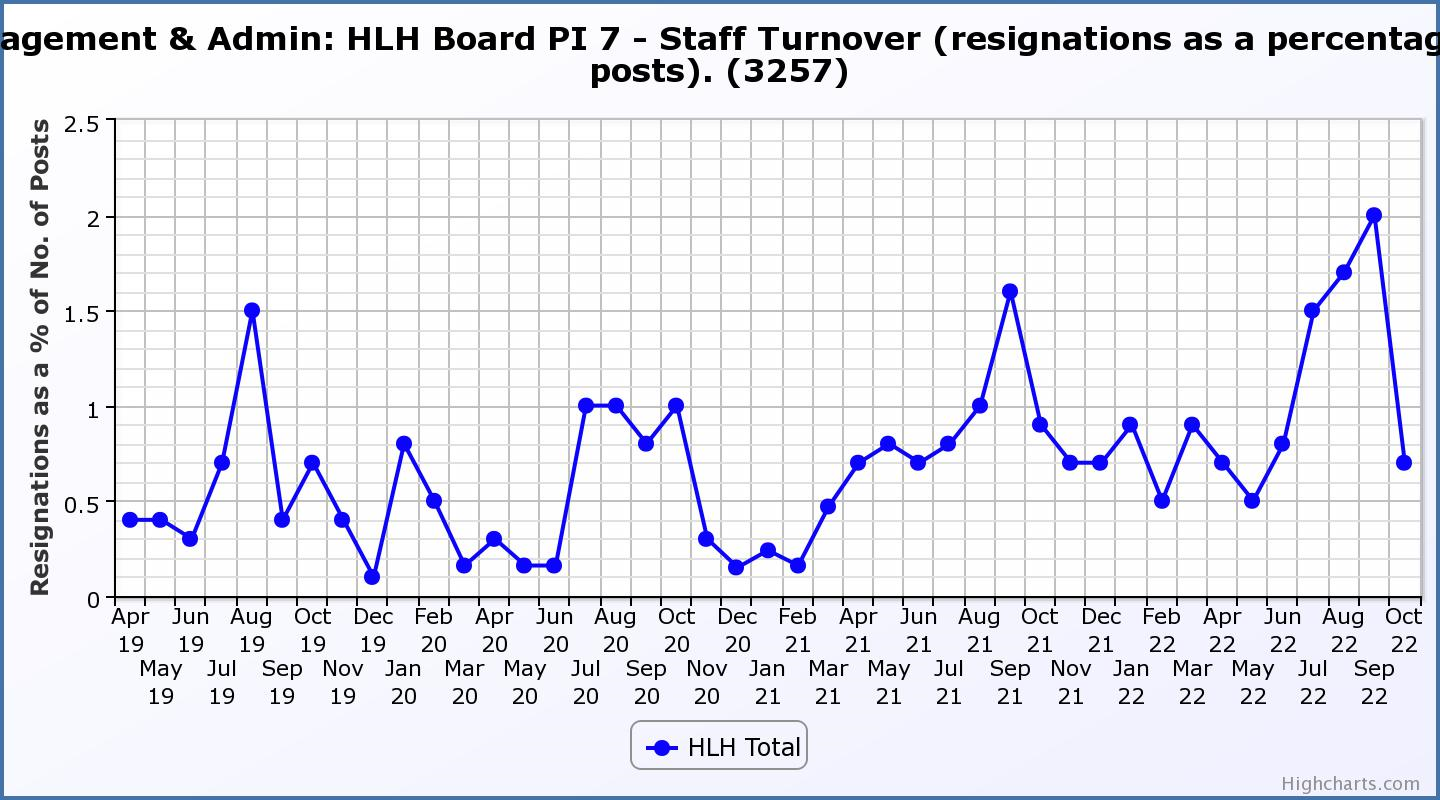 agement & Admin: HLH Board PI 7 - Staff Turnover (resignations as a percentag
posts). (3257)
Resignations as a % of No. of Posts
2.5
2
1.5
1
0.5
0
Apr Jun Aug Oct Dec Feb Apr Jun Aug Oct Dec Feb Apr Jun Aug Oct Dec Feb Apr Jun Aug Oct
19 19 19 19 19 20 20 20 20 20 20 21 21 21 21 21 21 22 22 22 22 22
May Jul Sep Nov Jan Mar May Jul Sep Nov Jan Mar May Jul Sep Nov Jan Mar May Jul Sep
19 19 19 19 20 20 20 20 20 20 21 21 21 21 21 21 22 22 22 22 22
HLH Total
Highcharts.com